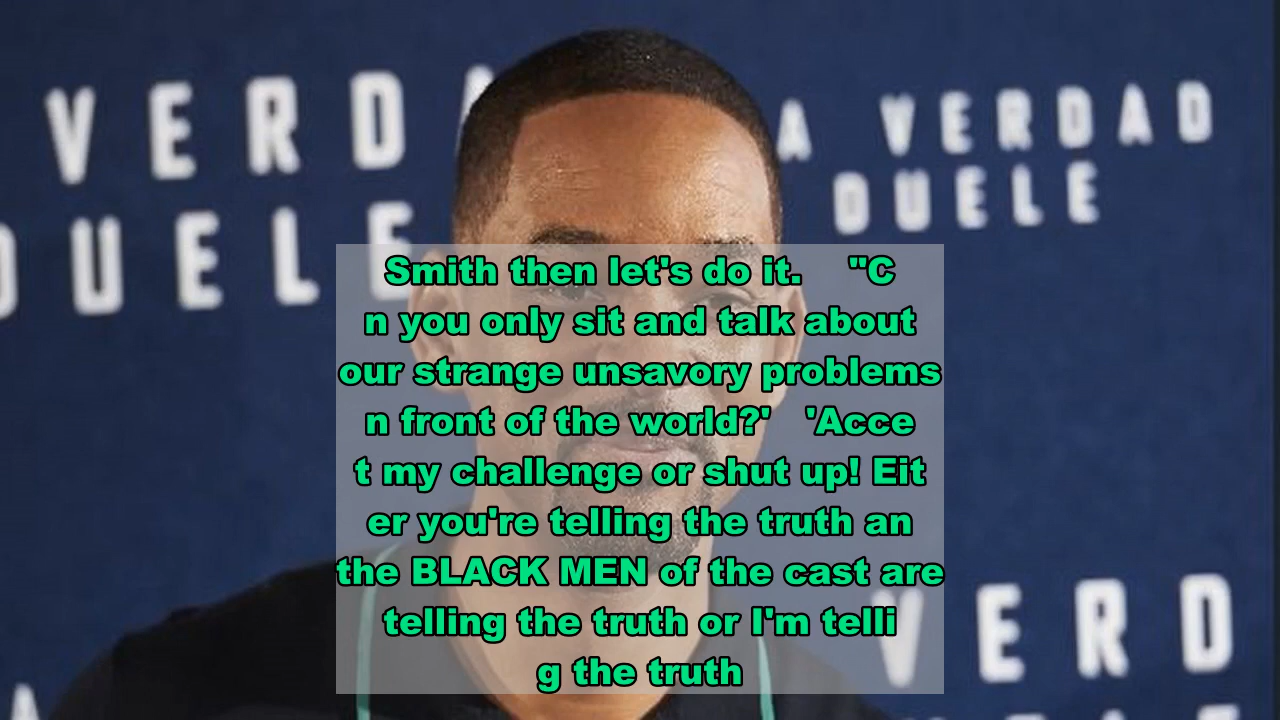 VERDA
DUELE
A VERDAD
DUELE
Smith then let's do it. "C
n you only sit and talk about
our strange unsavory problems
n front of the world?' 'Acce
t my challenge or shut up! Eit
er you're telling the truth an
the BLACK MEN of the cast are
telling the truth or I'm telli
g the truth
VERD